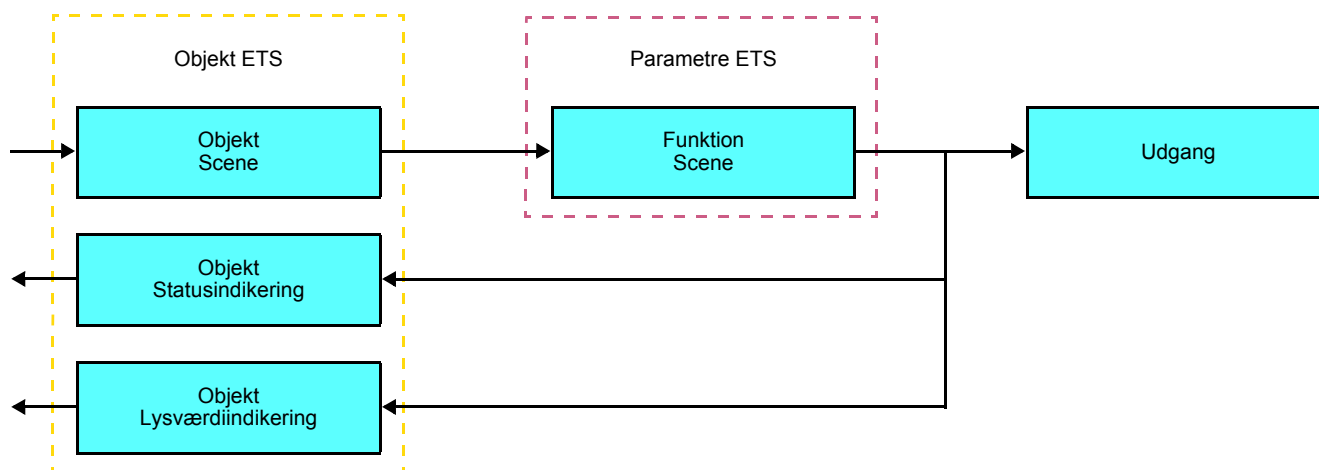 Objekt ETS
Parametre ETS
Objekt
Scene
Funktion
Scene
Udgang
Objekt
Statusindikering
Objekt
Lysværdiindikering